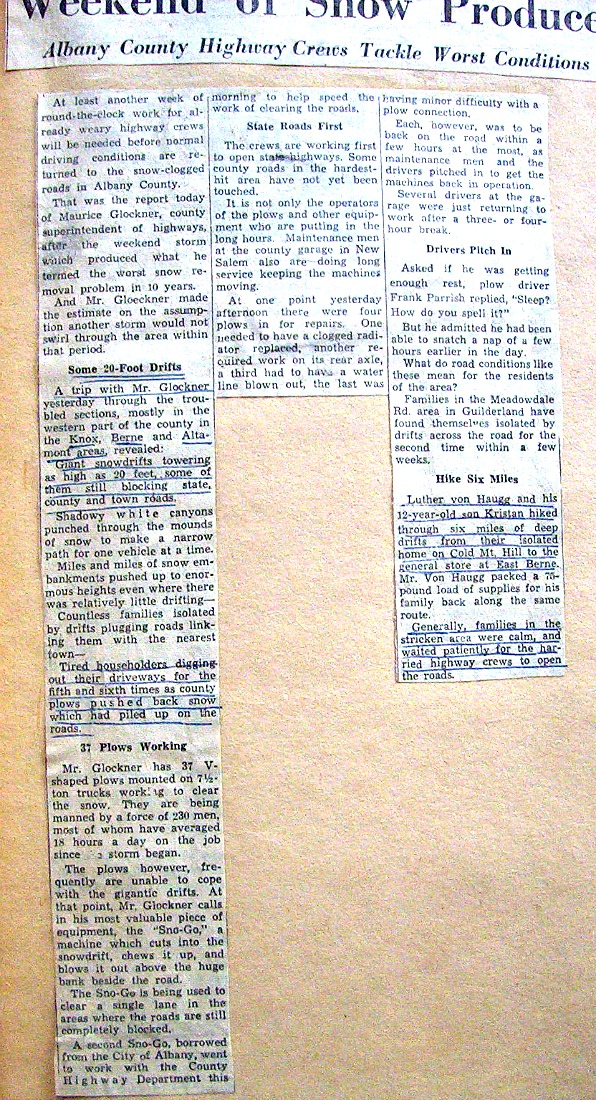 Weekend of Snow Produce
Albany County Highway Crews Tackle Worst Conditions
At least another week of
round-the-clock work for al-
ready weary highway crews
will be needed before normal
driving conditions are re-
turned to the snow-clogged
roads in Albany County.
That was the report today
of Maurice Glockner, county
superintendent of highways,
after the weekend storm
which produced what he
termed the worst snow re-
moval problem in 10 years.
And Mr. Gloeckner made
the estimate on the assump-
tion another storm would not
swirl through the area within
that period.
Some 20-Foot Drifts
A trip with Mr. Glockner
yesterday through the trou-
bled sections, mostly in the
western part of the county in
the Knox, Berne and Alta-
mont areas, revealed:
Giant snowdrifts towering
as high as 20 feet, some of
them still blocking state,
county and town roads.
Shadowy white canyons
punched through the mounds
of snow to make a narrow
path for one vehicle at a time.
Miles and miles of snow em-
bankments pushed up to enor-
mous heights even where there
was relatively little drifting—
Countless families isolated
by drifts plugging roads link-
ing them with the nearest
town—
Tired householders digging
out their driveways for the
fifth and sixth times as county
plows pushed back snow
which had piled up on the
roads.
37 Plows Working
Mr. Glockner has 37 V-
shaped plows mounted on 7½-
ton trucks working to clear
the snow. They are being
manned by a force of 230 men,
most of whom have averaged
18 hours a day on the job
since storm began.
The plows however, fre-
quently are unable to cope
with the gigantic drifts. At
that point, Mr. Glockner calls
in his most valuable piece of
equipment, the "Sno-Go," a
machine which cuts into the
snowdrift, chews it up, and
blows it out above the huge
bank beside the road.
The Sno-Go is being used to
clear a single lane in the
areas where the roads are still
completely blocked.
A second Sno-Go, borrowed
from the City of Albany, went
to work with the County
Highway Department this
morning to help speed the
work of clearing the roads.
State Roads First
The crews are working first
to open state highways. Some
county roads in the hardest-
hit area have not yet been
touched.
It is not only the operators
of the plows and other equip-
ment who are putting in the
long hours. Maintenance men
at the county garage in New
Salem also are doing long
service keeping the machines
moving.
At one point yesterday
afternoon there were four
plows in for repairs. One
needed to have a clogged radi-
ator replaced, another re-
quired work on its rear axle,
a third had to have a water
line blown out, the last was
having minor difficulty with a
plow connection.
Each, however, was to be
back on the road within a
few hours at the most, as
maintenance men and the
drivers pitched in to get the
machines back in operation.
Several drivers at the ga-
rage were just returning to
work after a three- or four-
hour break.
Drivers Pitch In
Asked if he was getting
enough rest, plow driver
Frank Parrish replied, "Sleep?
How do you spell it?"
But he admitted he had been
able to snatch a nap of a few
hours earlier in the day.
What do road conditions like
these mean for the residents
of the area?
Families in the Meadowdale
Rd. area in Guilderland have
found themselves isolated by
drifts across the road for the
second time within a few
weeks.
Hike Six Miles
Luther von Haugg and his
12-year-old son Kristan hiked
through six miles of deep
drifts from their isolated
home on Cold Mt. Hill to the
general store at East Berne.
Mr. Von Haugg packed a 75-
pound load of supplies for his
family back along the same
route.
Generally, families in the
stricken area were calm, and
waited patiently for the har-
ried highway crews to open
the roads.